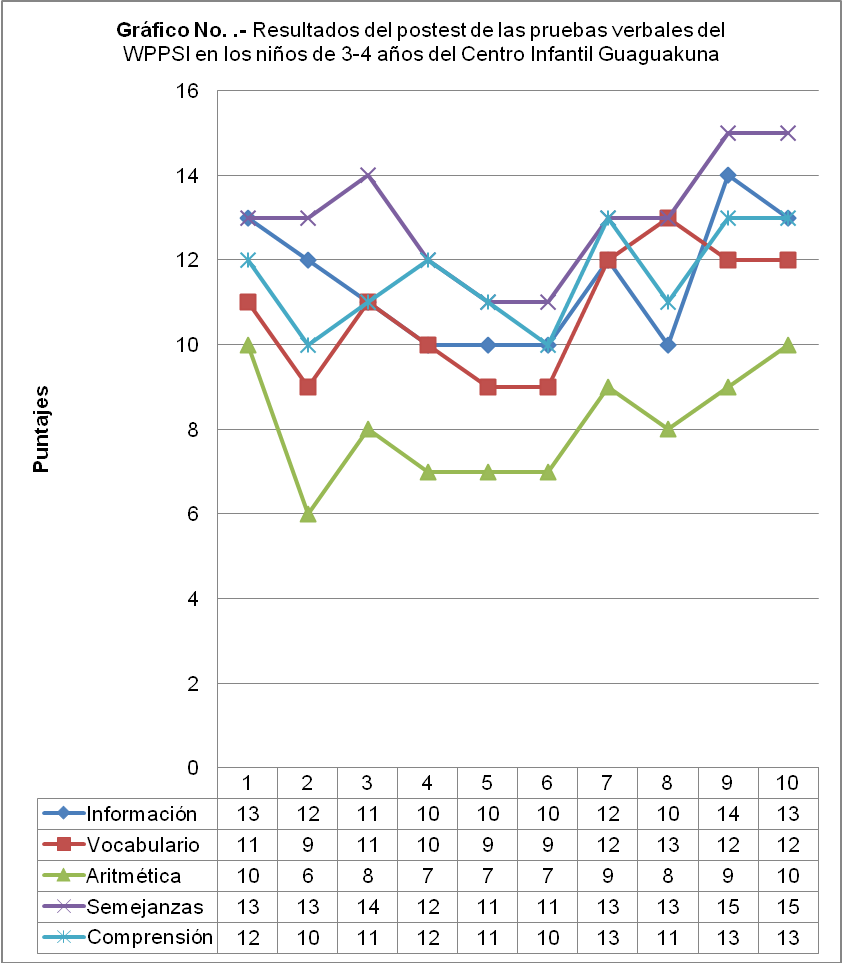 Gráfico No. .- Resultados del postest de las pruebas verbales del
WPPSI en los niños de 3-4 años del Centro Infantil Guaguakuna
Puntajes
16
14
12
10
8
6
4
2
0
1 2 3 4 5 6 7 8 9 10
Información 13 12 11 10 10 10 12 10 14 13
Vocabulario 11 9 11 10 9 9 12 13 12 12
Aritmética 10 6 8 7 7 7 9 8 9 10
Semejanzas 13 13 14 12 11 11 13 13 15 15
Comprensión 12 10 11 12 11 10 13 11 13 13